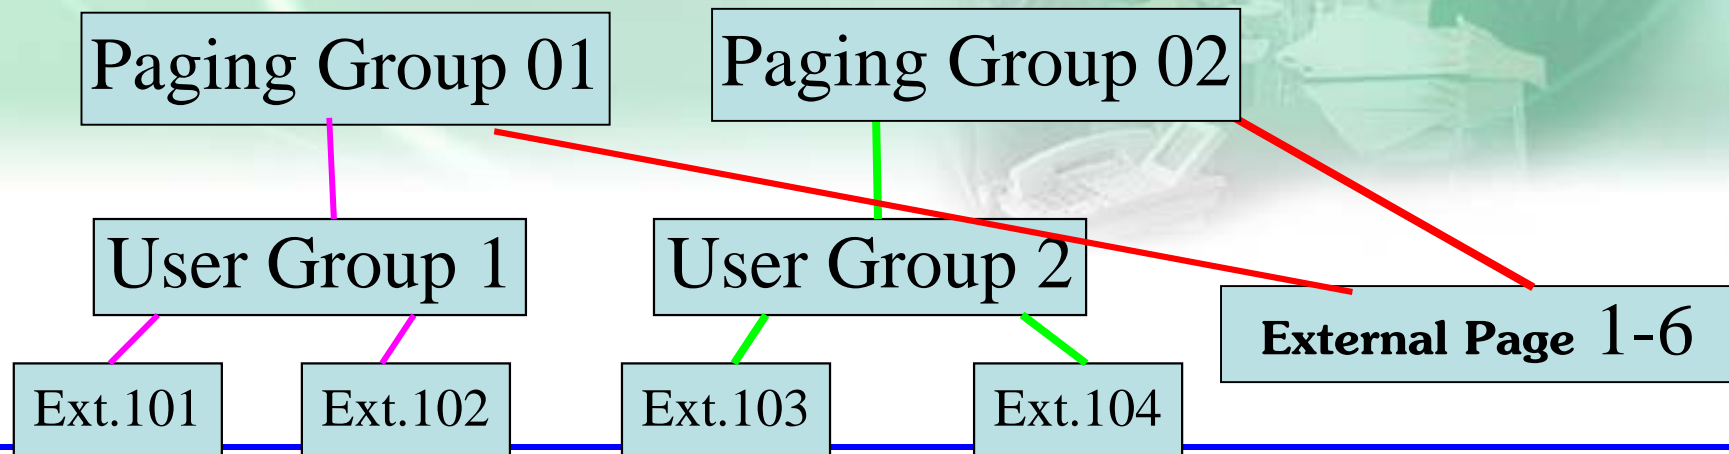 Paging Group 01
Paging Group 02
User Group 1
User Group 2
External Page 1-6
Ext.101
Ext.102
Ext.103
Ext.104